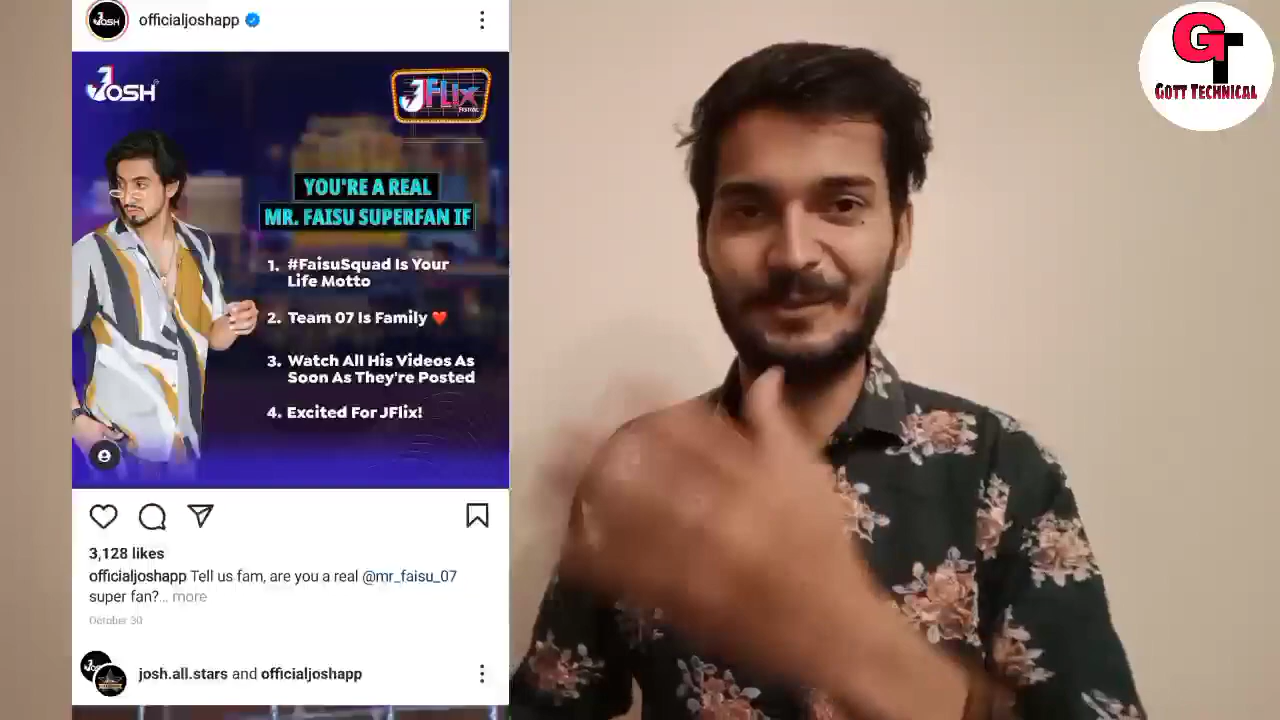 JOSH
officialjoshapp
JOSH
JFLIX
FESTIVAL
YOU'RE A REAL
MR. FAISU SUPERFAN IF
1. #FaisuSquad Is Your
Life Motto
2. Team 07 Is Family ❤️
3. Watch All His Videos As
Soon As They're Posted
4. Excited For JFlix!
3,128 likes
officialjoshapp Tell us fam, are you a real @mr_faisu_07
super fan?... more
October 30
josh.all.stars and officialjoshapp
GT
GOTT TECHNICAL